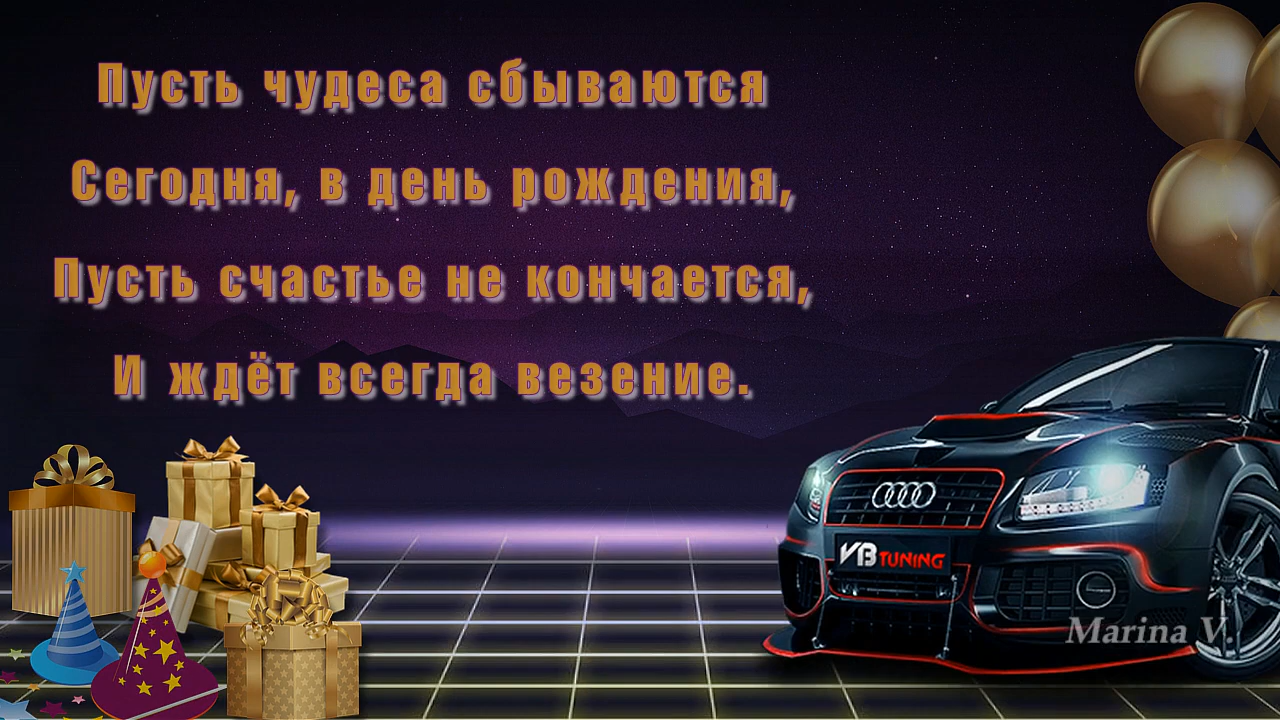 Пусть чудеса сбываются
Сегодня, в день рождения,
Пусть счастье не кончается,
И ждёт всегда везение.
VB TUNING
Marina V.